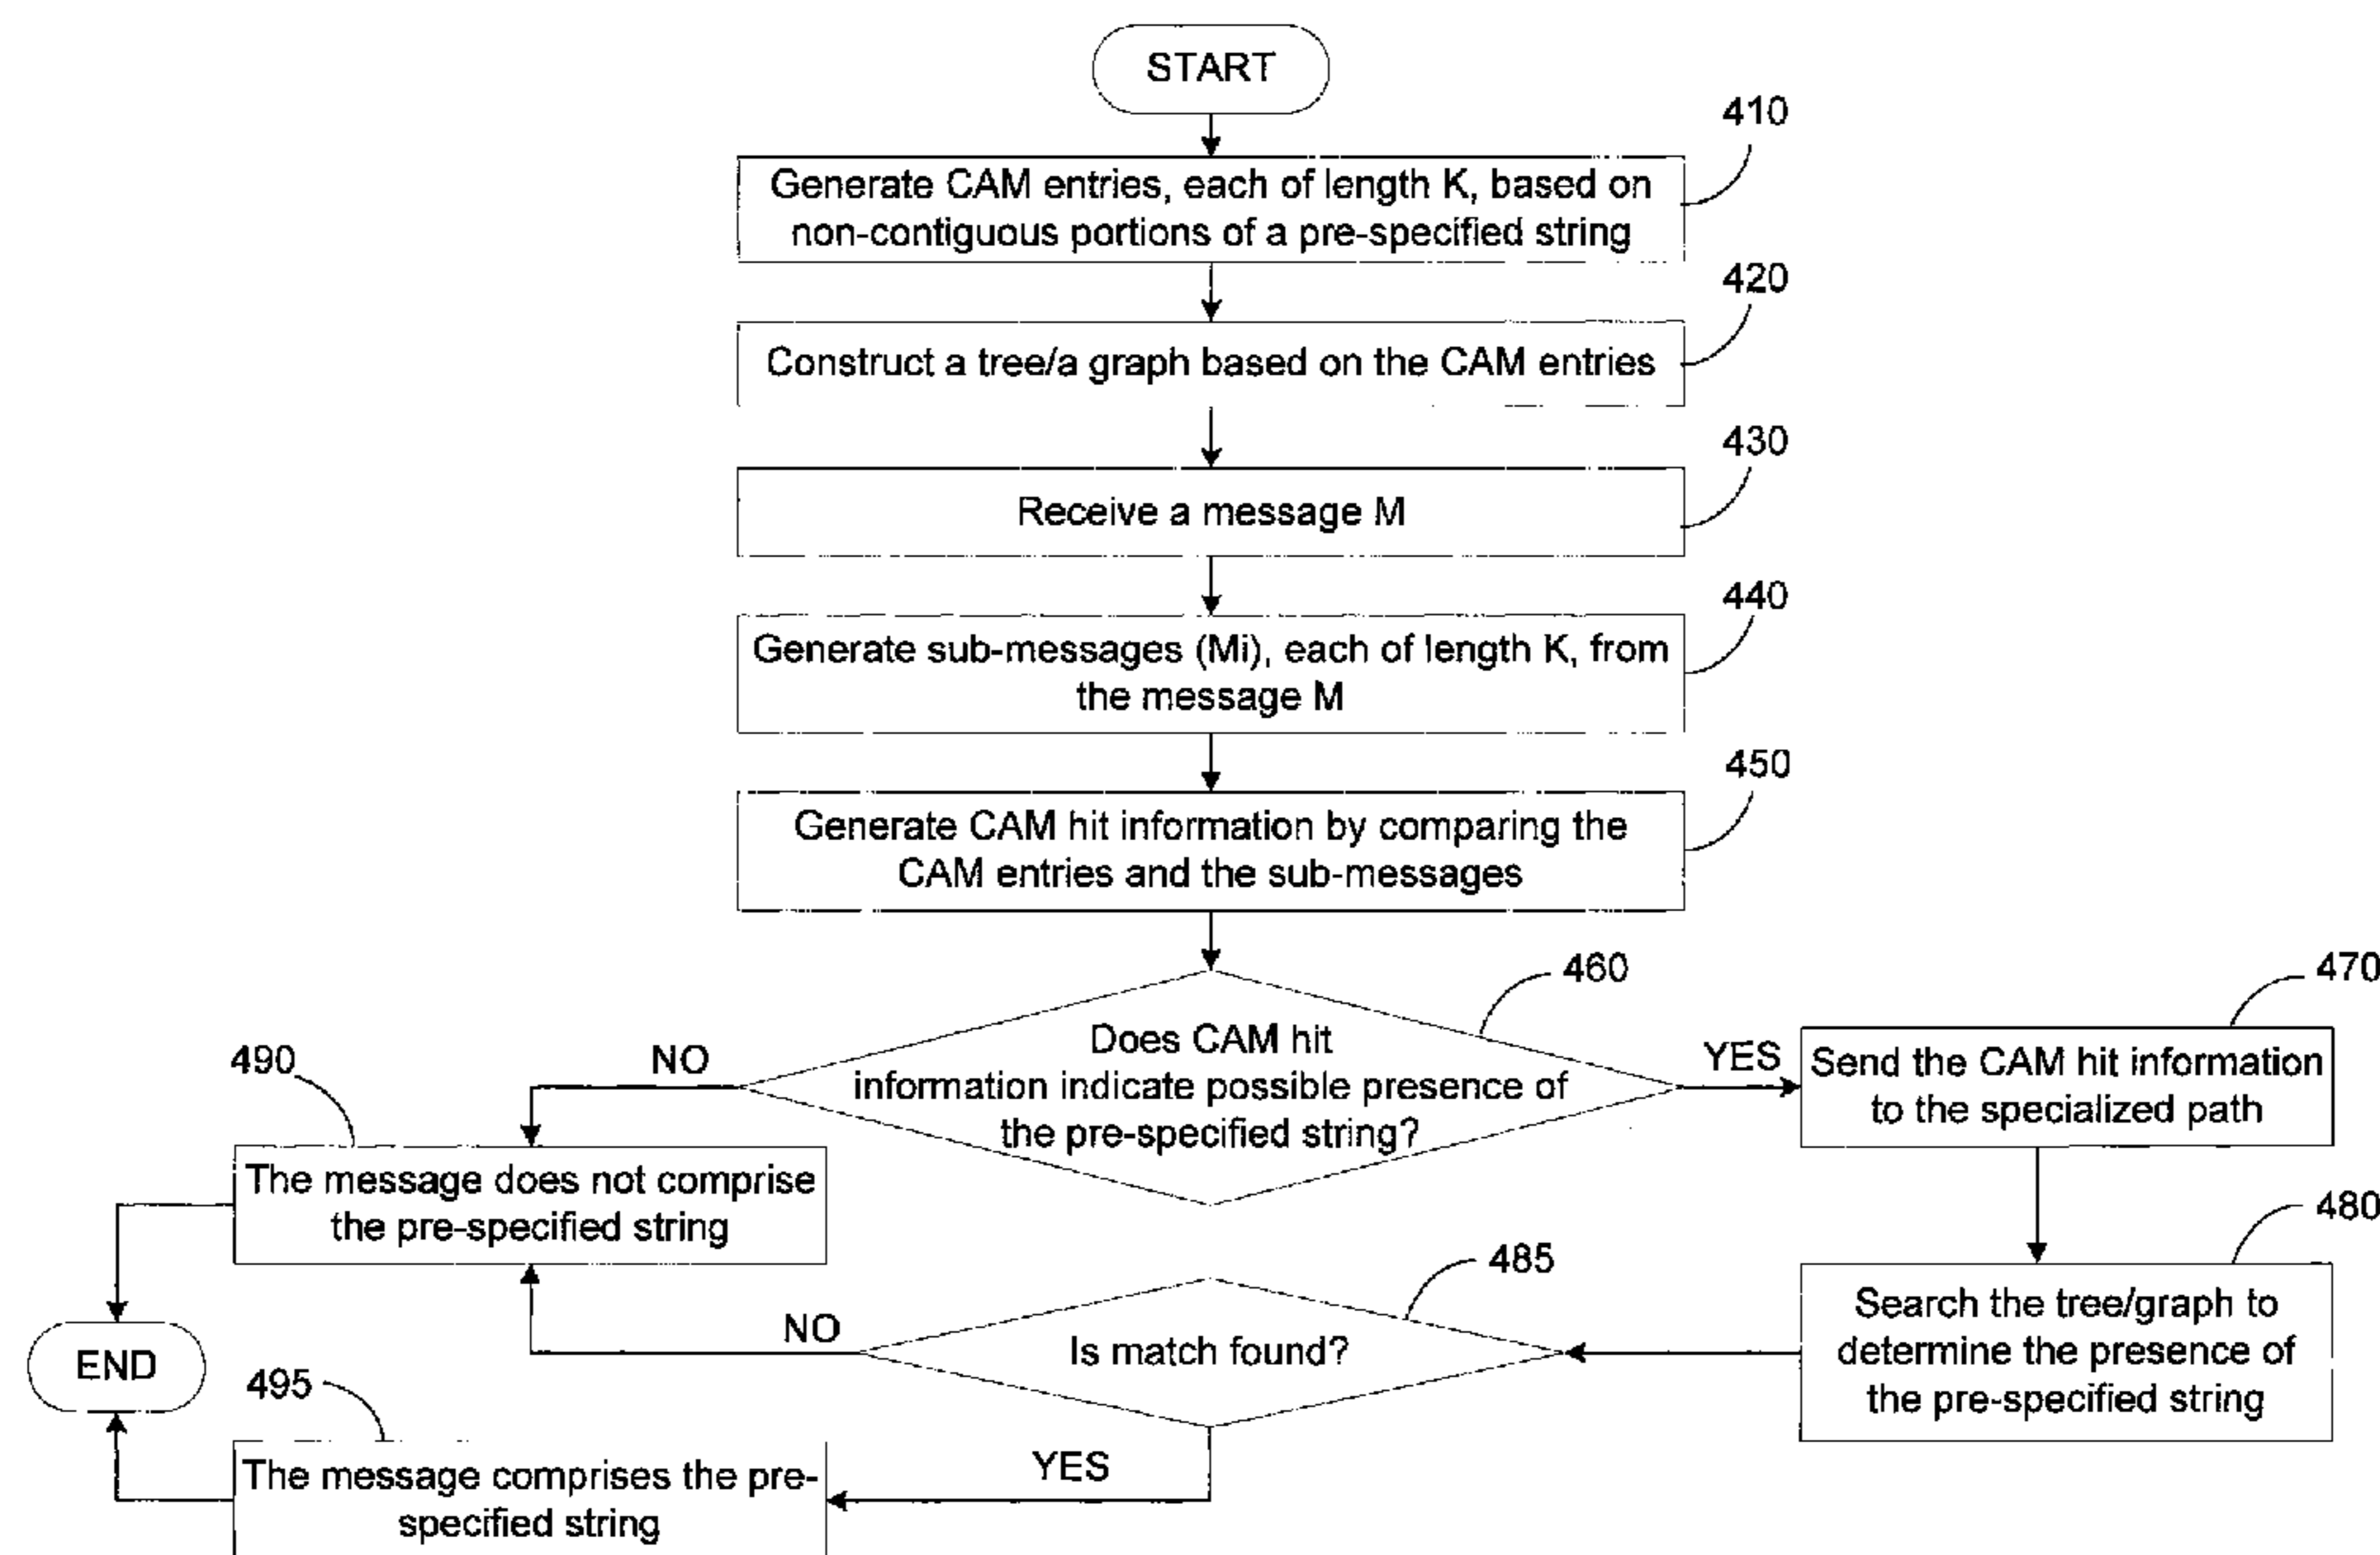 START
410
Generate CAM entries, each of length K, based on
non-contiguous portions of a pre-specified string
420
Construct a tree/a graph based on the CAM entries
430
Receive a message M
440
Generate sub-messages (Mi), each of length K, from
the message M
450
Generate CAM hit information by comparing the
CAM entries and the sub-messages
460
Does CAM hit
information indicate possible presence of
the pre-specified string?
YES
470
Send the CAM hit information
to the specialized path
NO
490
The message does not comprise
the pre-specified string
480
Search the tree/graph to
determine the presence of
the pre-specified string
485
Is match found?
NO
END
YES
495
The message comprises the pre-
specified string